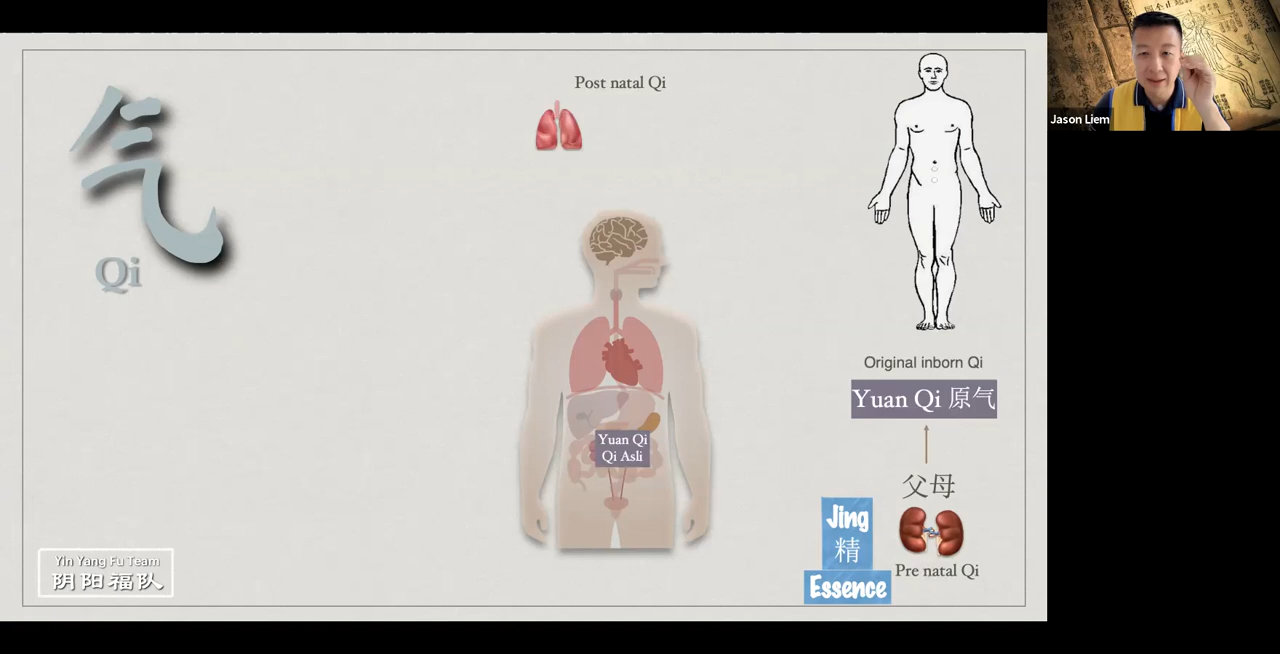 气
Qi
Post natal Qi
Yuan Qi
Qi Asli
Original inborn Qi
Yuan Qi 原气
父母
Jing
精
Essence
Pre natal Qi
Yin Yang Fu Team
阴阳福队
Jason Liem